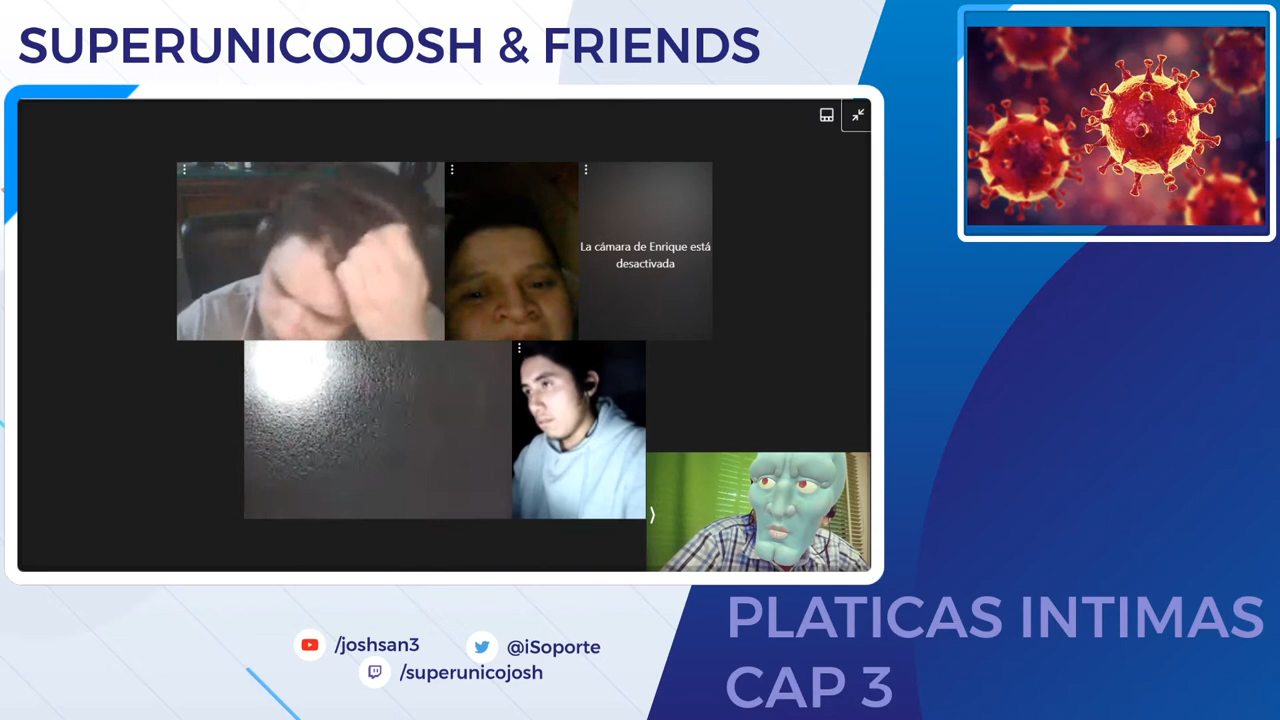 SUPERUNICOJOSH & FRIENDS
La cámara de Enrique está
desactivada
/joshsan3
@iSoporte
/superunicojosh
PLATICAS INTIMAS
CAP 3